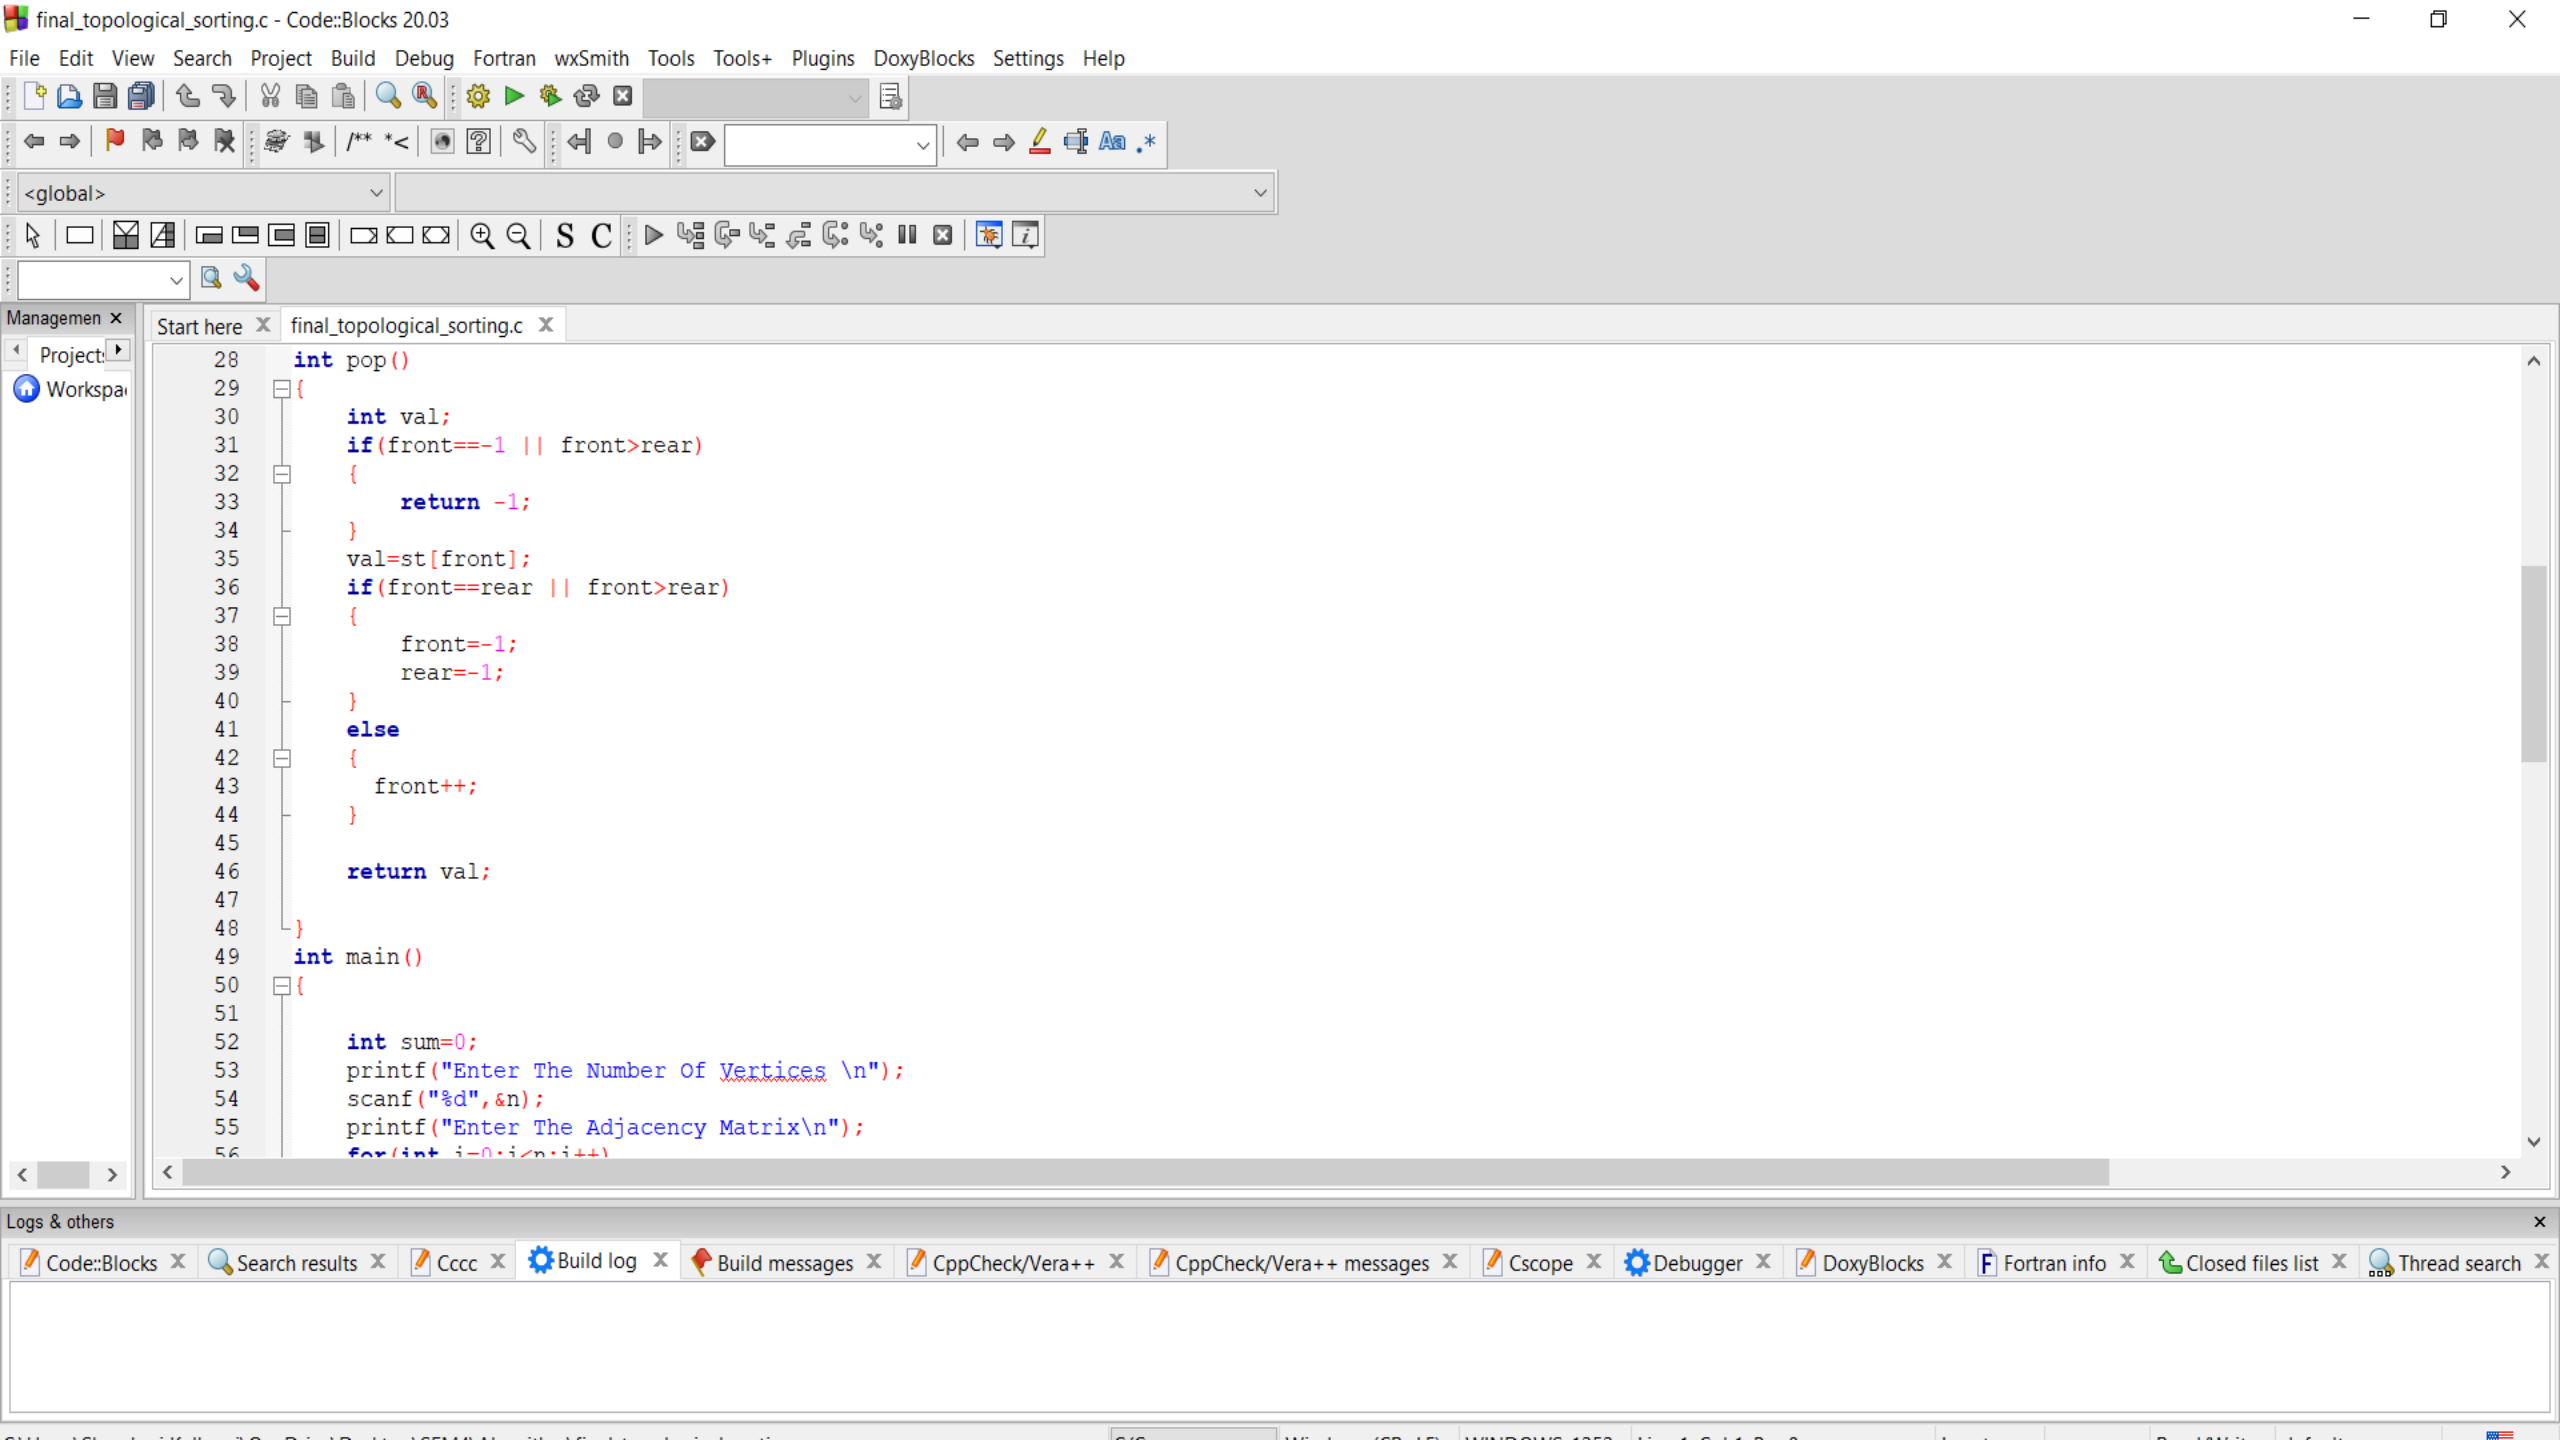 final_topological_sorting.c - Code::Blocks 20.03
File Edit View Search Project Build Debug Fortran wxSmith Tools Tools+ Plugins DoxyBlocks Settings Help
/** *<
Aa .*
<global>
S C
Managemen
Start here final_topological_sorting.c
Projects
Workspa
28 int pop()
29 {
30 int val;
31 if(front==-1 || front>rear)
32 {
33 return -1;
34 }
35 val=st[front];
36 if(front==rear || front>rear)
37 {
38 front=-1;
39 rear=-1;
40 }
41 else
42 {
43 front++;
44 }
45
46 return val;
47
48 }
49 int main()
50 {
51
52 int sum=0;
53 printf("Enter The Number Of Vertices \n");
54 scanf("%d",&n);
55 printf("Enter The Adjacency Matrix\n");
56 for(int i=0;i<n;i++)
Logs & others
Code::Blocks Search results Cccc Build log Build messages CppCheck/Vera++ CppCheck/Vera++ messages Cscope Debugger DoxyBlocks Fortran info Closed files list Thread search